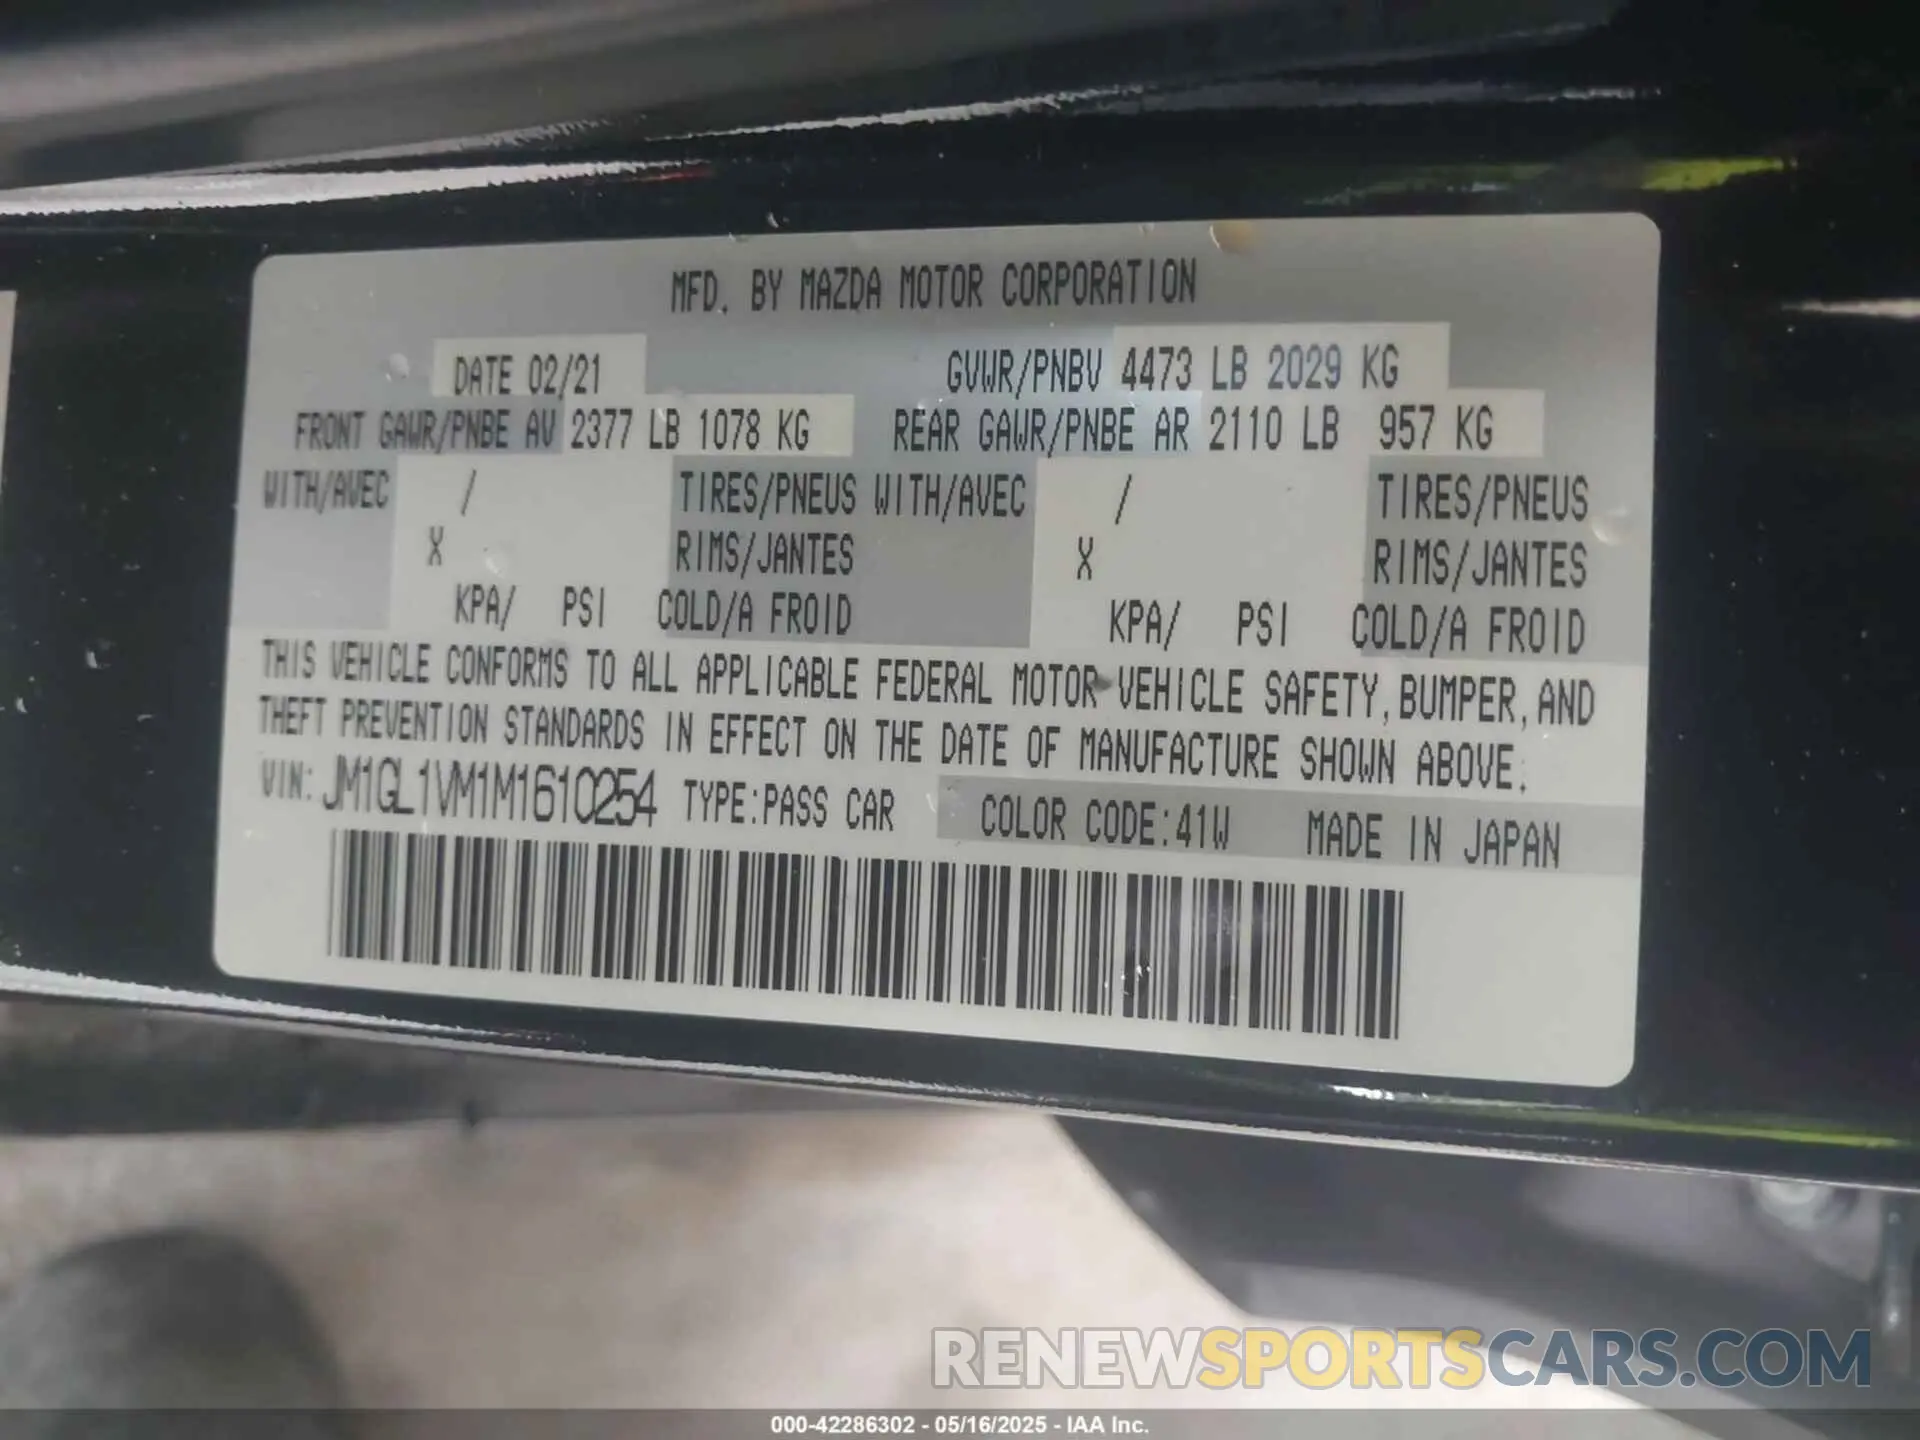 MFD. BY MAZDA MOTOR CORPORATION
DATE 02/21 GVWR/PNBV 4473 LB 2029 KG
FRONT GAWR/PNBE AV 2377 LB 1078 KG REAR GAWR/PNBE AR 2110 LB 957 KG
WITH/AVEC / TIRES/PNEUS WITH/AVEC / TIRES/PNEUS
X RIMS/JANTES X RIMS/JANTES
KPA/ PSI COLD/A FROID KPA/ PSI COLD/A FROID
THIS VEHICLE CONFORMS TO ALL APPLICABLE FEDERAL MOTOR VEHICLE SAFETY, BUMPER, AND
THEFT PREVENTION STANDARDS IN EFFECT ON THE DATE OF MANUFACTURE SHOWN ABOVE.
VIN: JM1GL1VM1M1610254 TYPE:PASS CAR COLOR CODE:41W MADE IN JAPAN
RENEWSPORTSCARS.COM
000-42286302 - 05/16/2025 - IAA Inc.